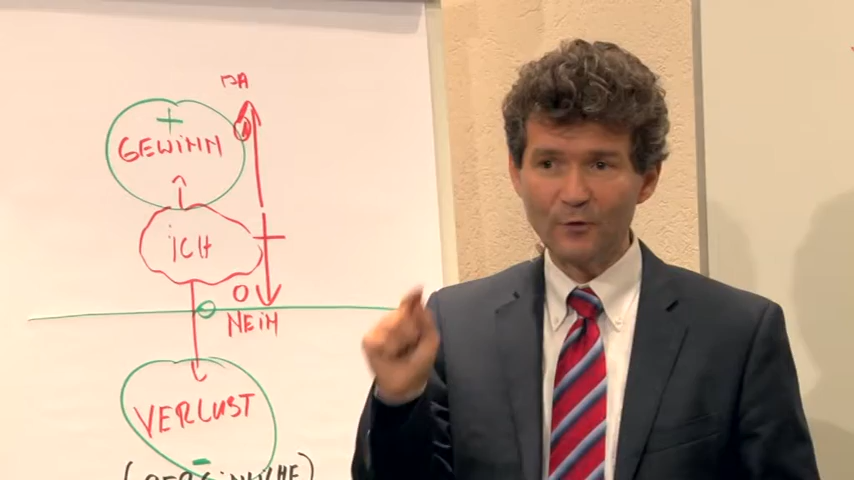 JA
+
GEWINN
ICH
0
NEIN
VERLUST
-